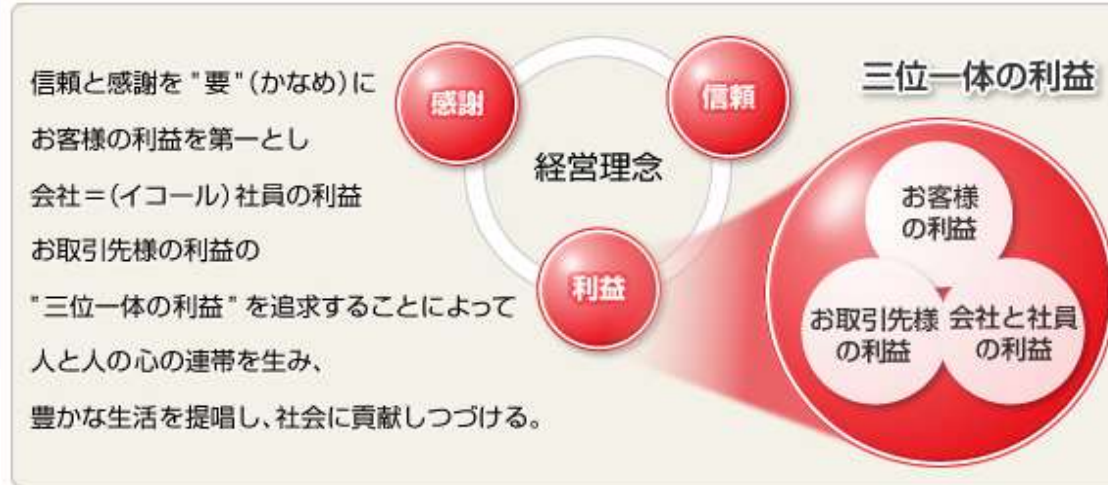 信頼と感謝を "要"(かなめ)に
お客様の利益を第一とし
会社=(イコール)社員の利益
お取引先様の利益の
"三位一体の利益" を追求することによって
人と人の心の連帯を生み、
豊かな生活を提唱し、社会に貢献しつづける。
感謝
信頼
経営理念
利益
三位一体の利益
お客様
の利益
お取引先様
の利益
会社と社員
の利益